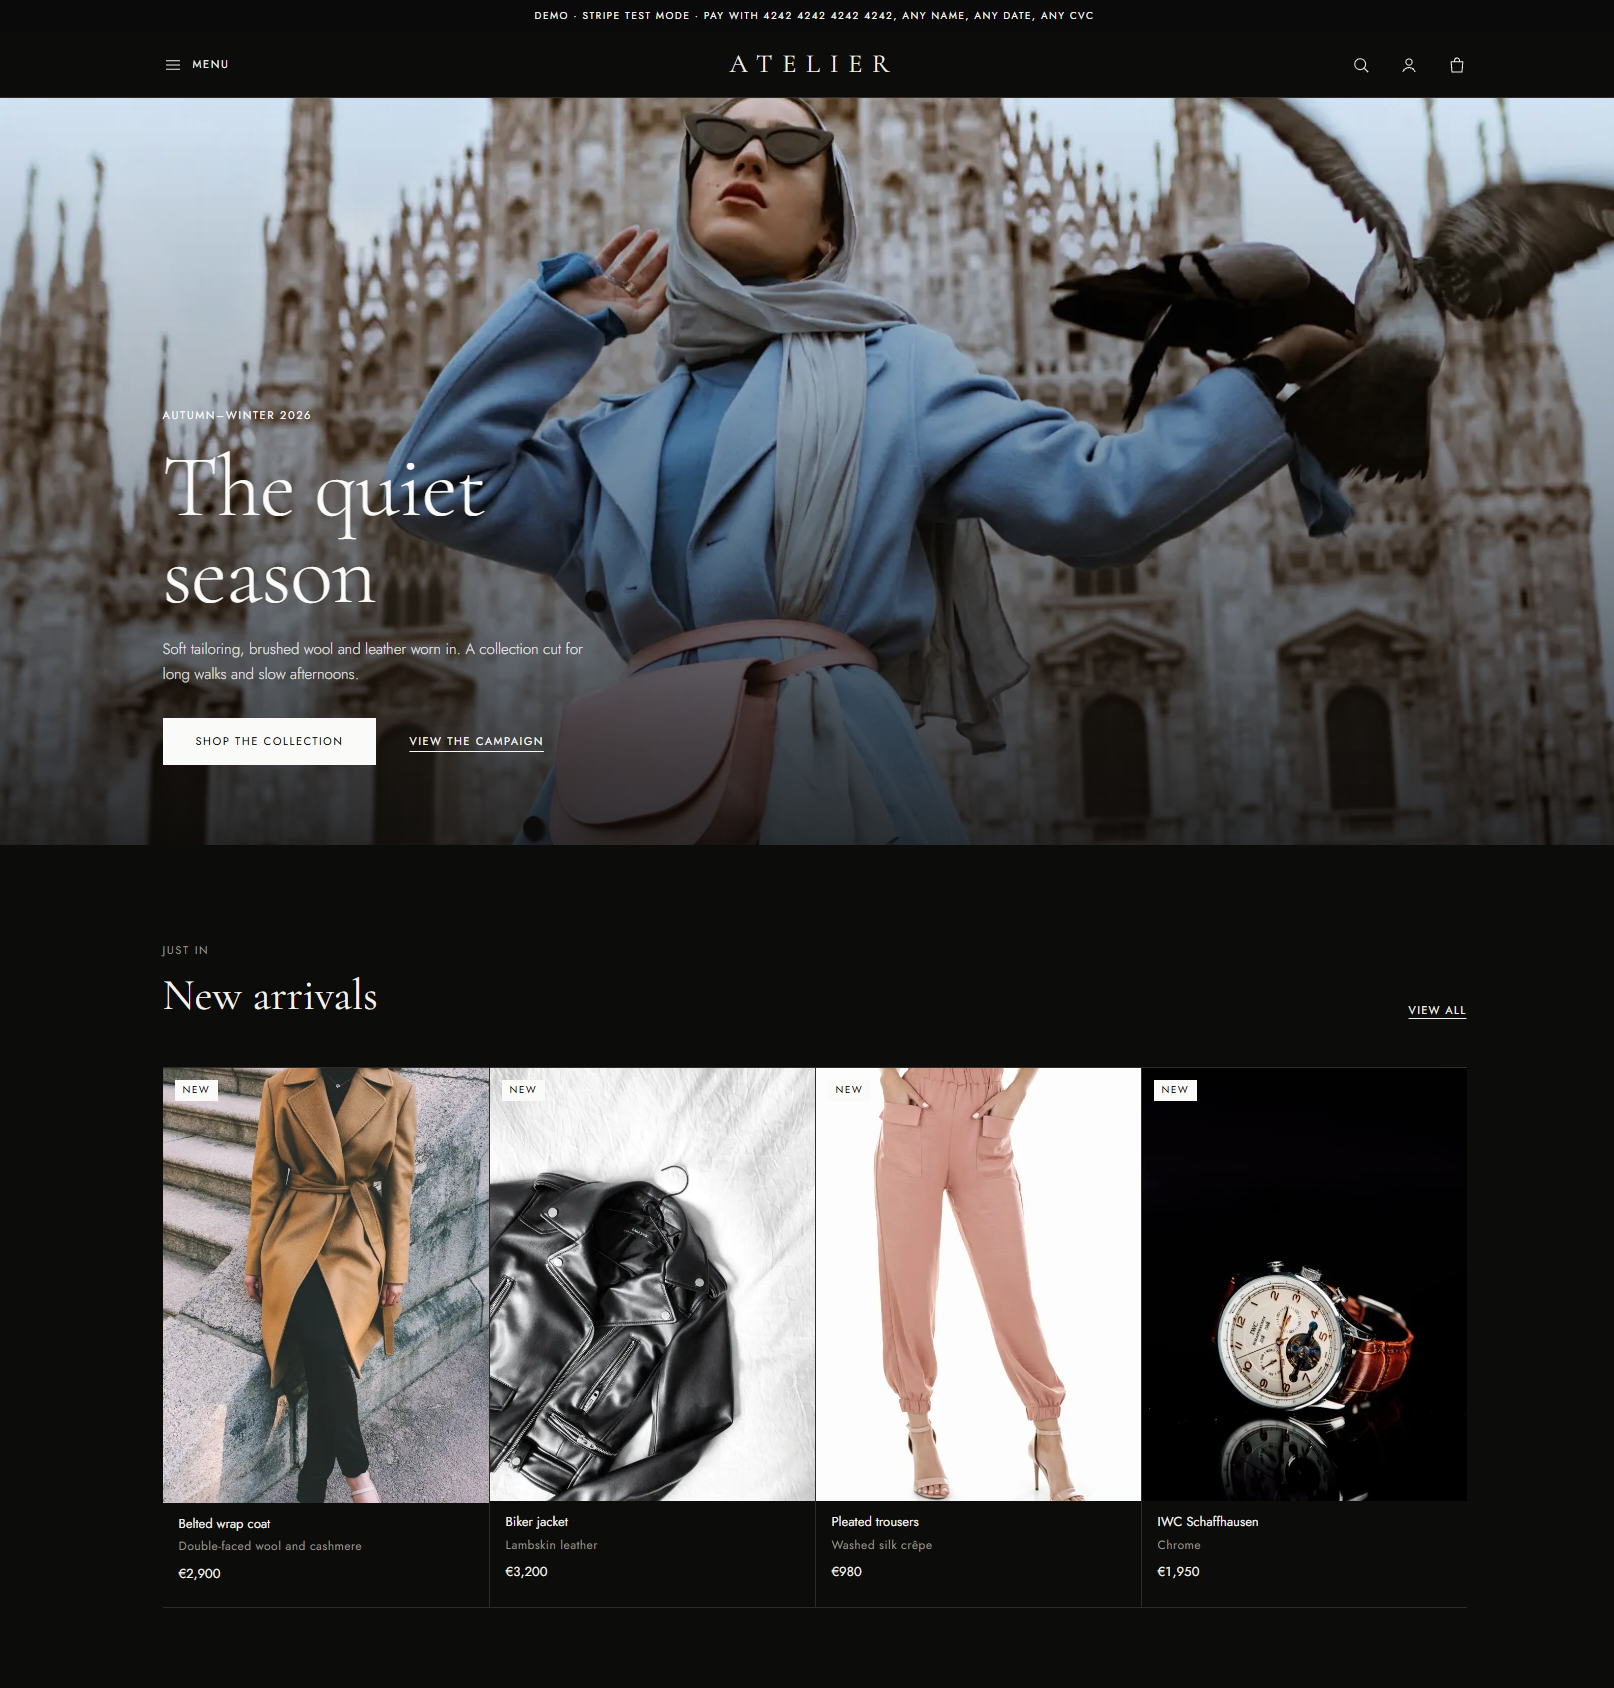 DEMO · STRIPE TEST MODE · PAY WITH 4242 4242 4242 4242, ANY NAME, ANY DATE, ANY CVC
MENU
ATELIER
AUTUMN–WINTER 2026
The quiet
season
Soft tailoring, brushed wool and leather worn in. A collection cut for
long walks and slow afternoons.
SHOP THE COLLECTION
VIEW THE CAMPAIGN
JUST IN
New arrivals
VIEW ALL
NEW
NEW
NEW
NEW
IWC
Belted wrap coat
Double-faced wool and cashmere
€2,900
Biker jacket
Lambskin leather
€3,200
Pleated trousers
Washed silk crêpe
€980
IWC Schaffhausen
Chrome
€1,950